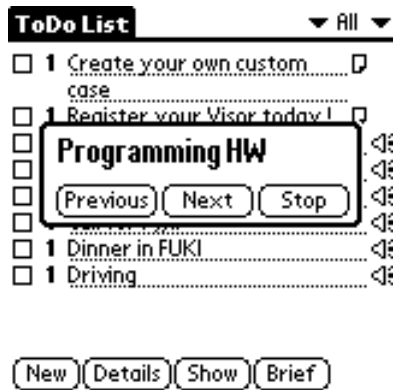 ToDo List
All
1 Create your own custom
case
1 Register your Visor today !
Programming HW
Previous Next Stop
1 Dinner in FUKI
1 Driving
New Details Show Brief